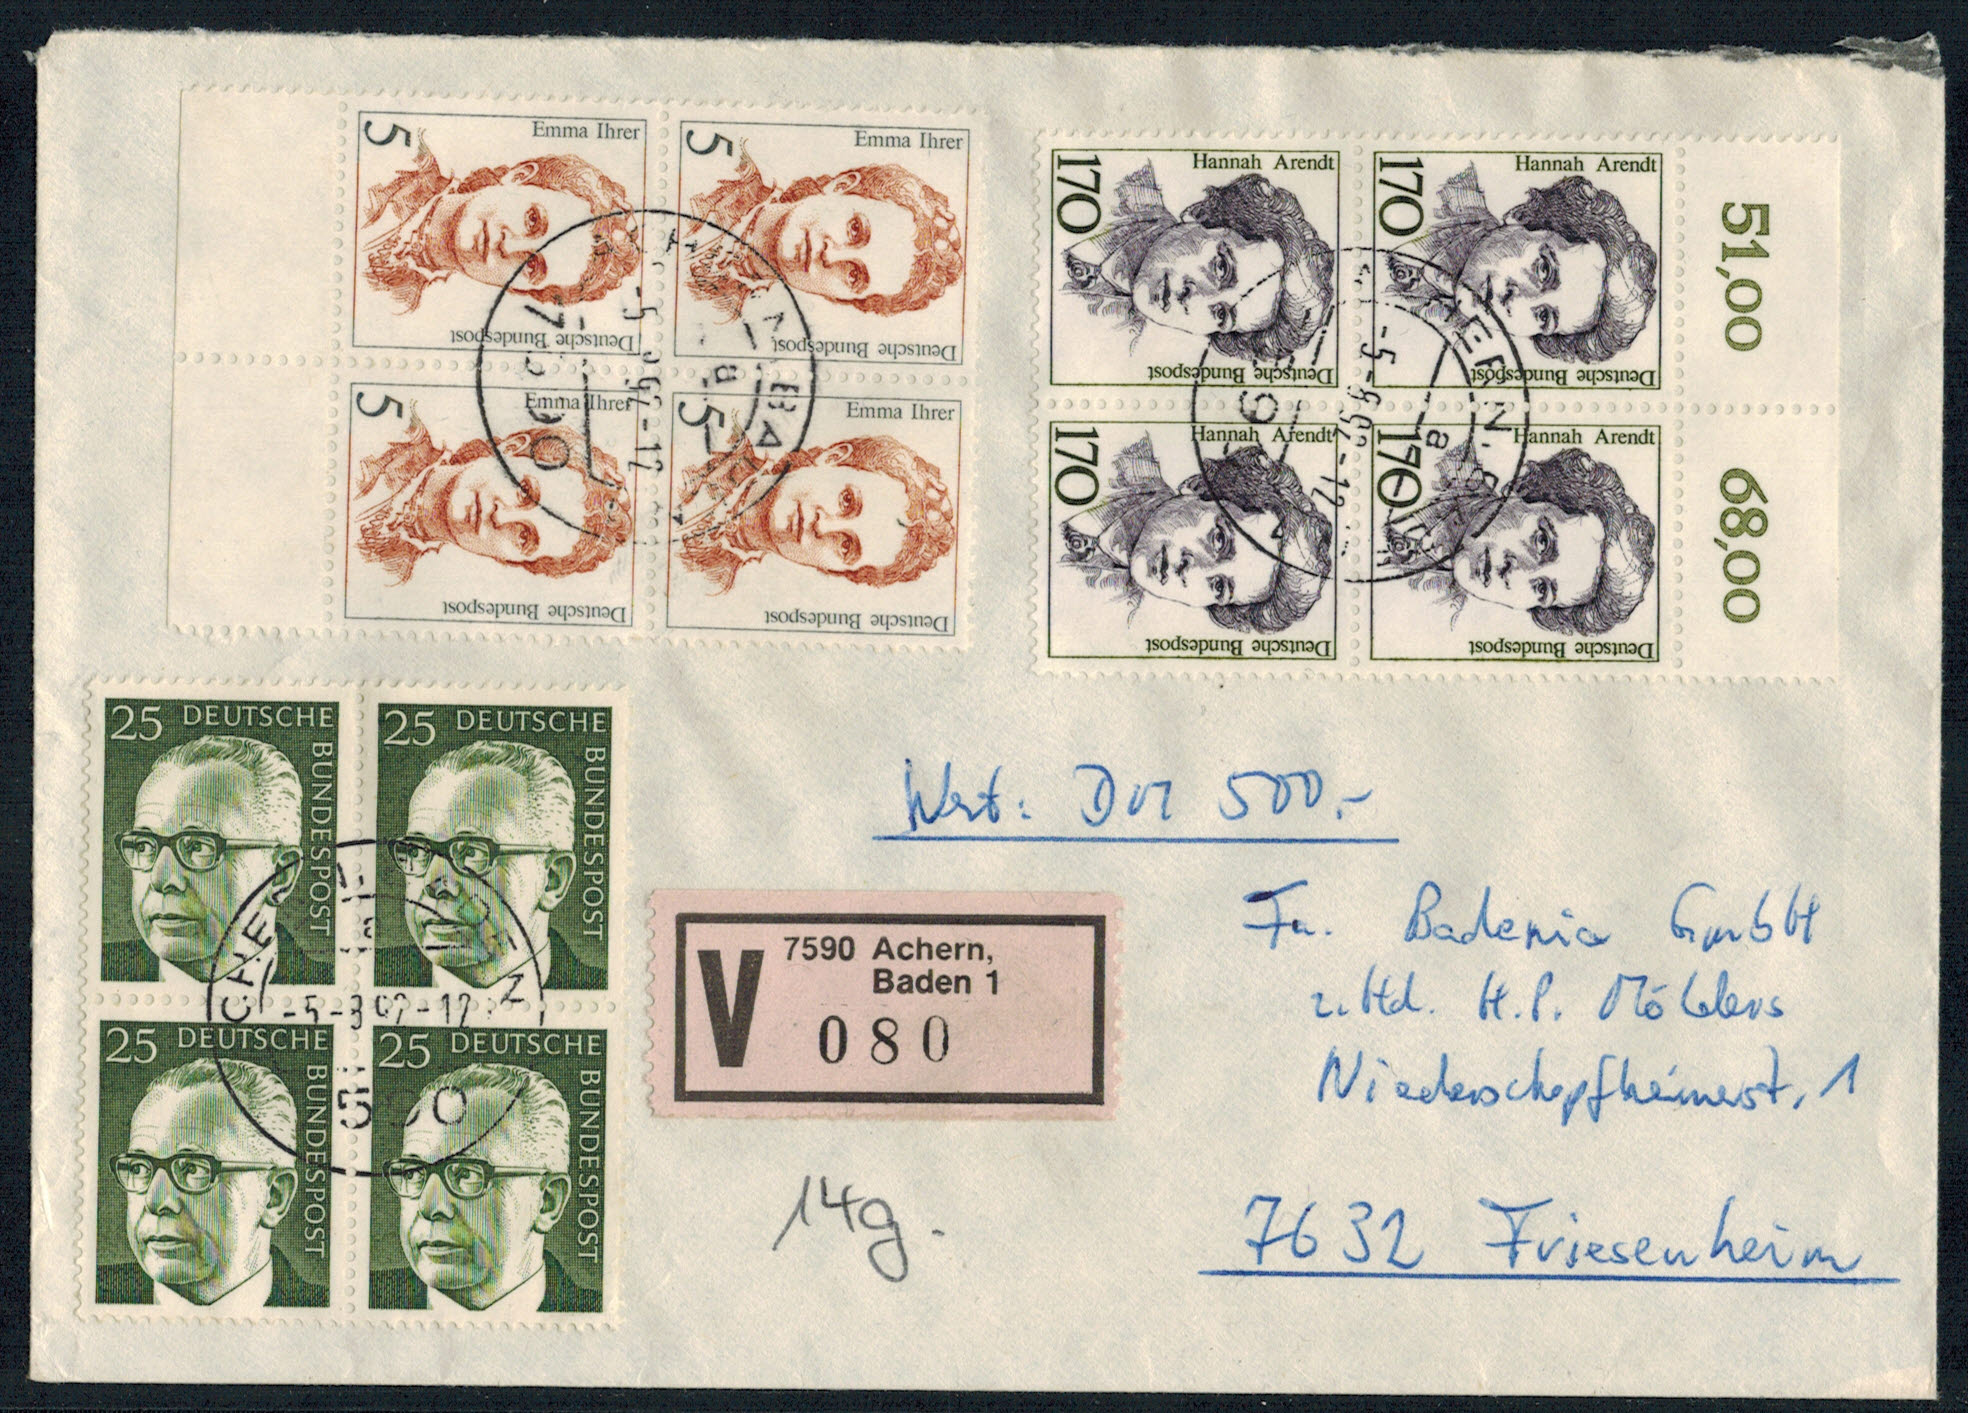 Emma Ihrer
5
Deutsche Bundespost
Emma Ihrer
5
Deutsche Bundespost
Emma Ihrer
5
Deutsche Bundespost
Emma Ihrer
5
Deutsche Bundespost
Hannah Arendt
170
Deutsche Bundespost
Hannah Arendt
170
Deutsche Bundespost
51,00
Hannah Arendt
170
Deutsche Bundespost
Hannah Arendt
170
Deutsche Bundespost
68,00
25 DEUTSCHE
BUNDESPOST
25 DEUTSCHE
BUNDESPOST
25 DEUTSCHE
BUNDESPOST
25 DEUTSCHE
BUNDESPOST
Wert: DM 500.-
V
7590 Achern,
Baden 1
080
Fa. Badenia GmbH
z.Hd. H.P. Möhlers
Niederschopfheimerst. 1
7632 Friesenheim
14g.